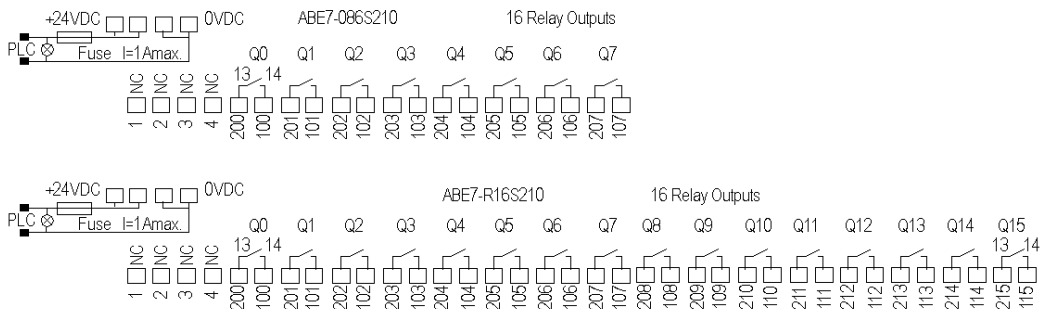 +24VDC 0VDC ABE7-086S210 16 Relay Outputs
PLC Fuse I=1Amax. Q0 Q1 Q2 Q3 Q4 Q5 Q6 Q7
13 14
NC NC NC NC
1 2 3 4 200 100 201 101 202 102 203 103 204 104 205 105 206 106 207 107
+24VDC 0VDC ABE7-R16S210 16 Relay Outputs
PLC Fuse I=1Amax. Q0 Q1 Q2 Q3 Q4 Q5 Q6 Q7 Q8 Q9 Q10 Q11 Q12 Q13 Q14 Q15
13 14 13 14
NC NC NC NC
1 2 3 4 200 100 201 101 202 102 203 103 204 104 205 105 206 106 207 107 208 108 209 109 210 110 211 111 212 112 213 113 214 114 215 115